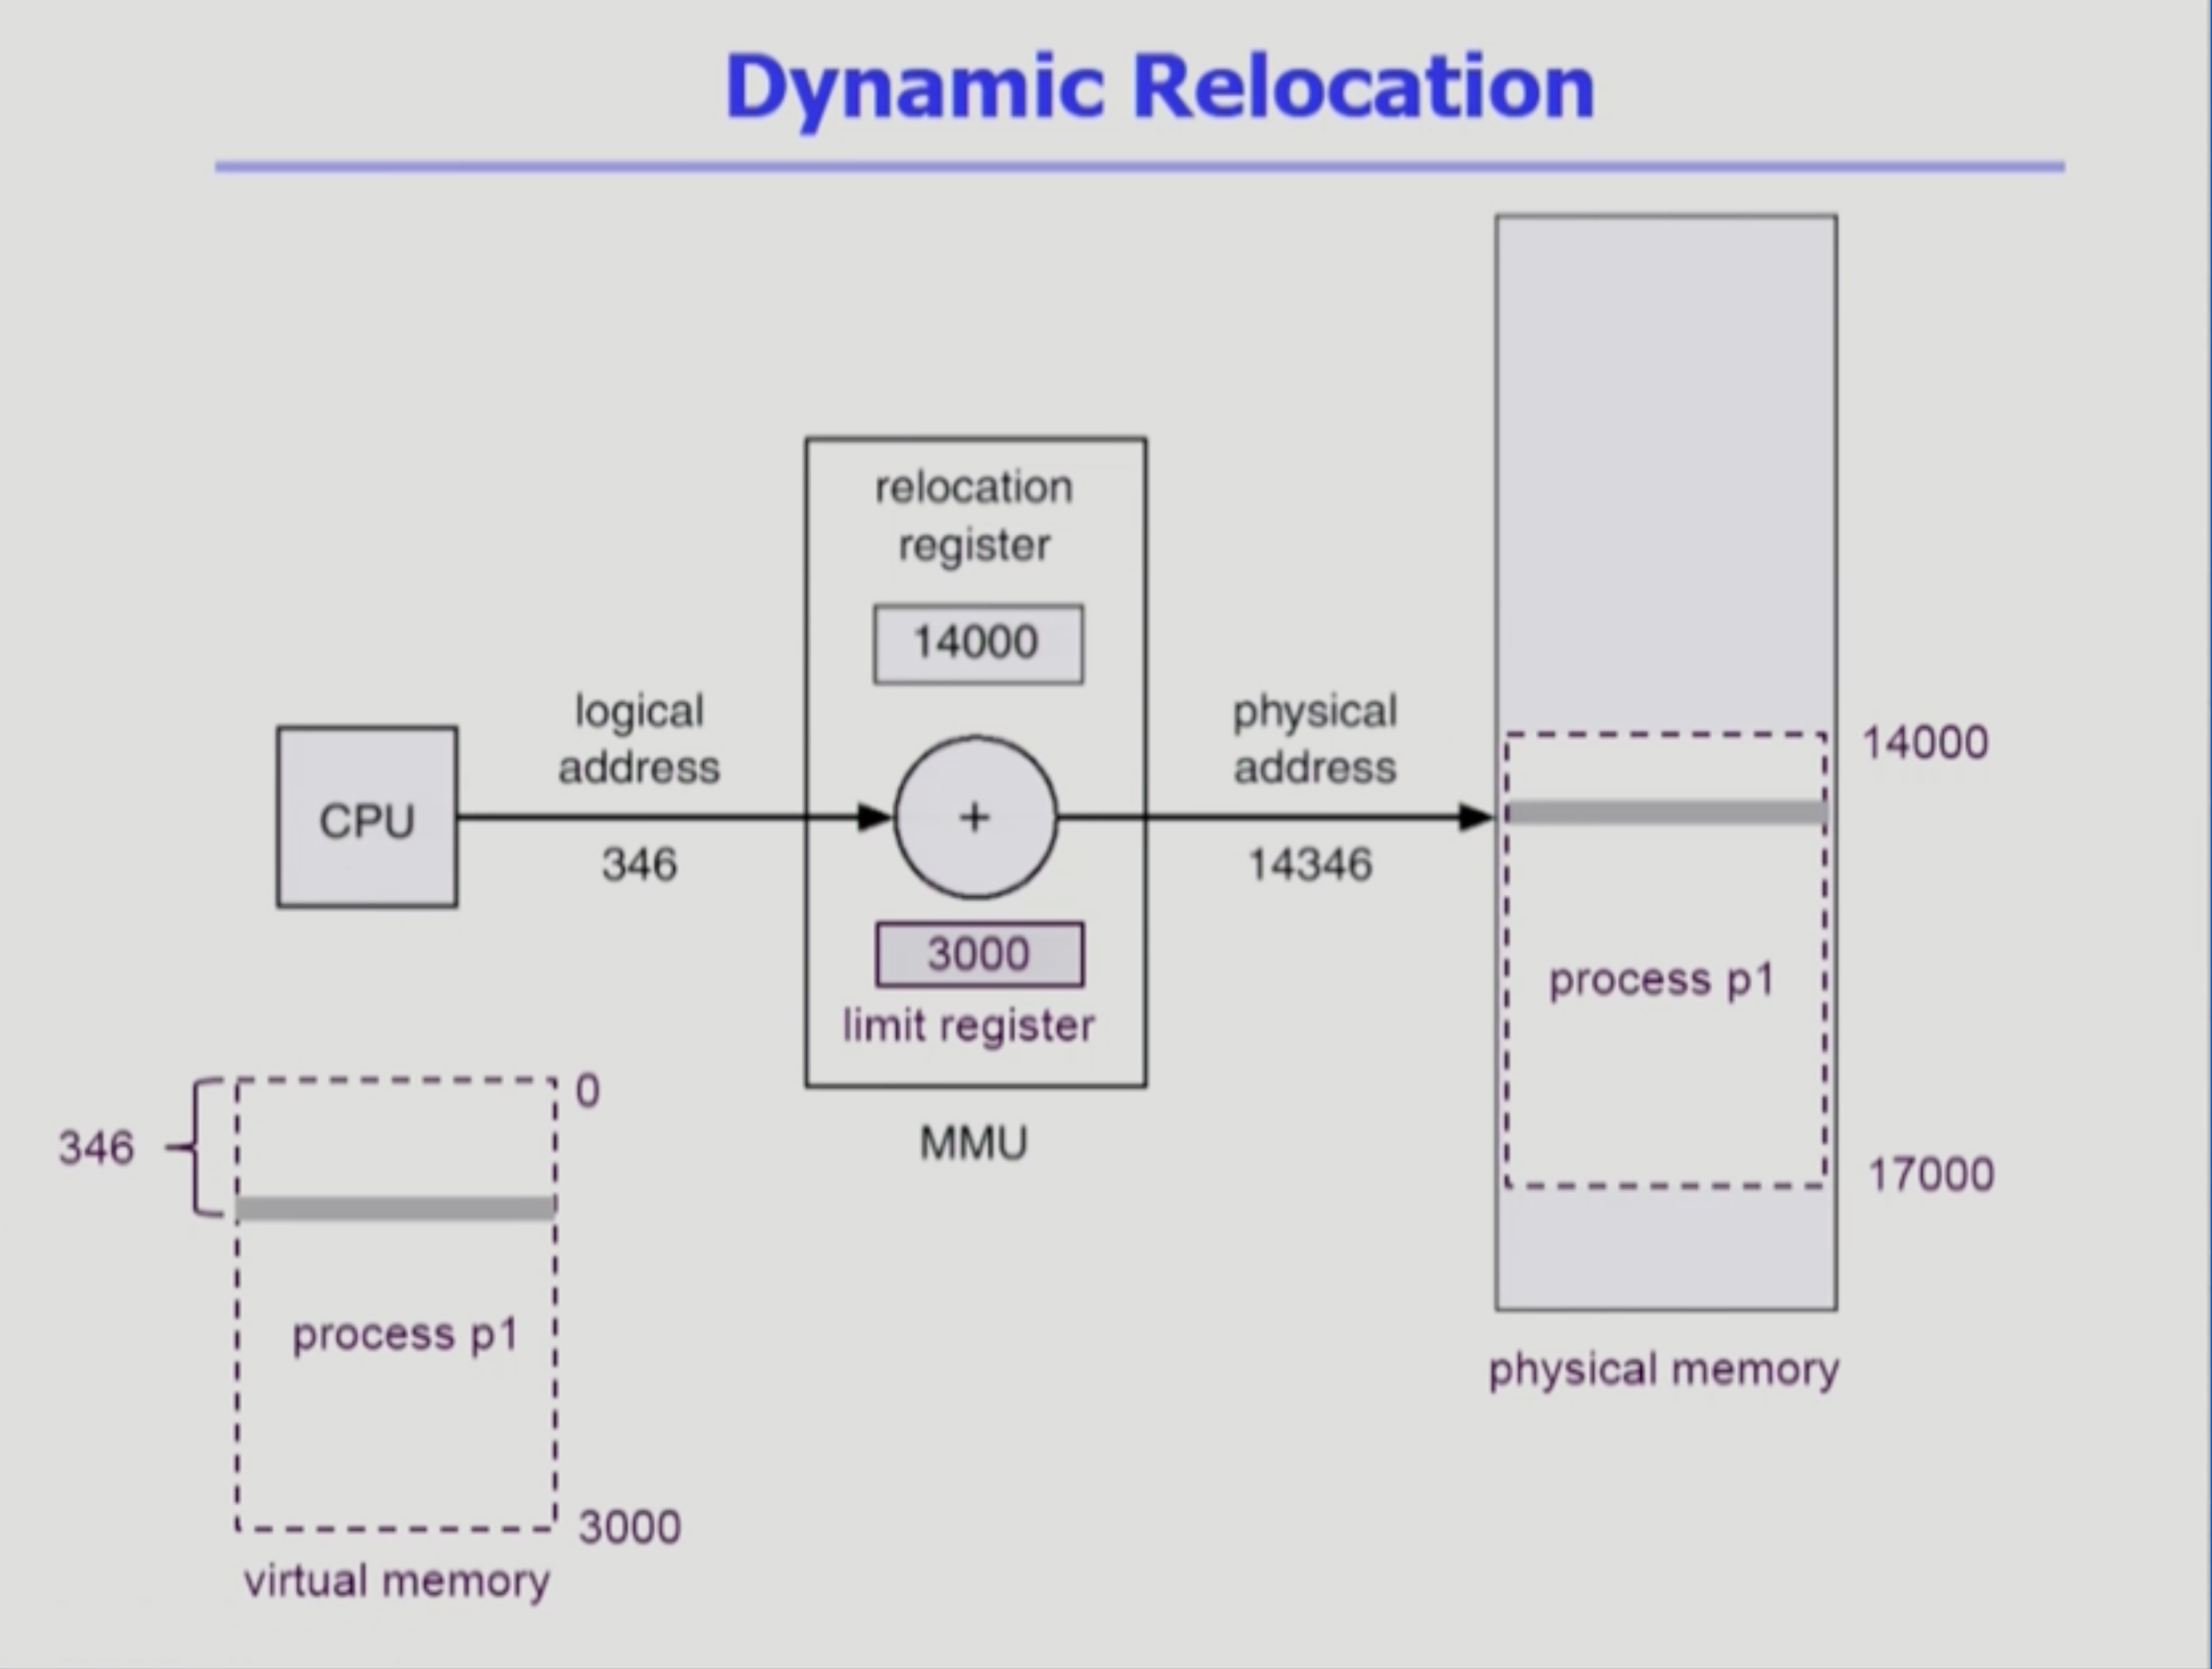 Dynamic Relocation
relocation
register
14000
logical
address
physical
address
14000
CPU
+
346
14346
3000
process p1
limit register
0
346
MMU
17000
process p1
physical memory
3000
virtual memory